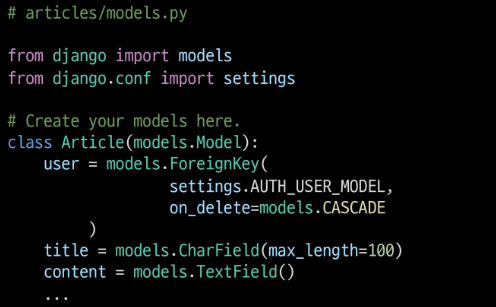 # articles/models.py

from django import models
from django.conf import settings

# Create your models here.
class Article(models.Model):
    user = models.ForeignKey(
                settings.AUTH_USER_MODEL,
                on_delete=models.CASCADE
        )
    title = models.CharField(max_length=100)
    content = models.TextField()
    ...